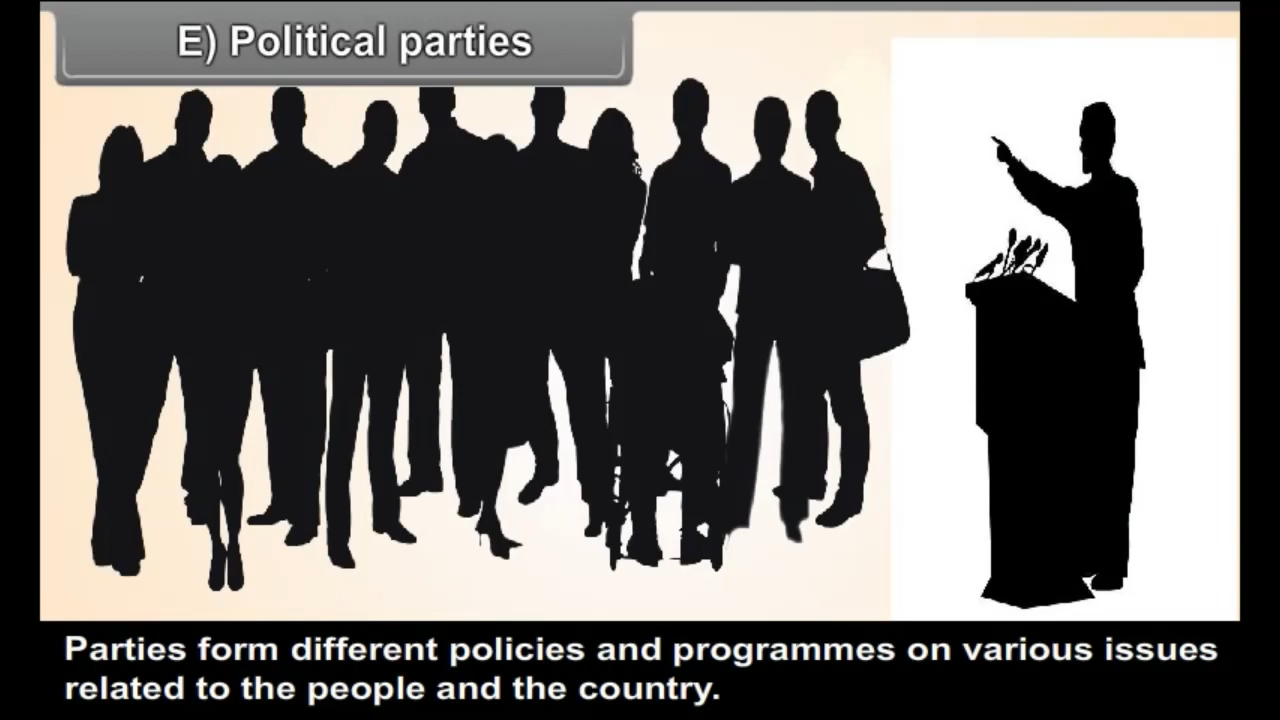 E) Political parties
Parties form different policies and programmes on various issues
related to the people and the country.